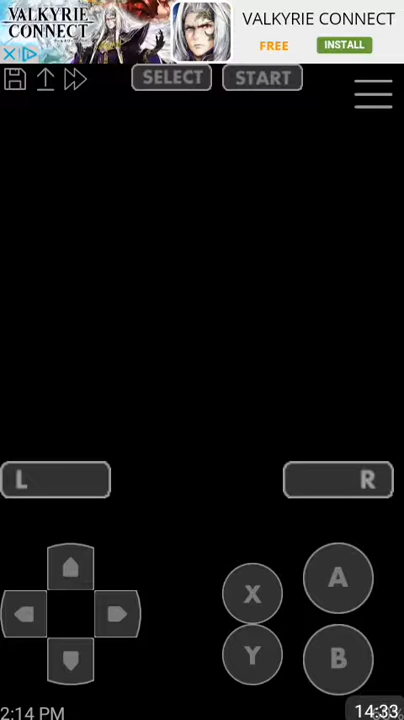 VALKYRIE
CONNECT
VALKYRIE CONNECT
FREE
INSTALL
SELECT
START
L
R
X
A
Y
B
2:14 PM
14:33